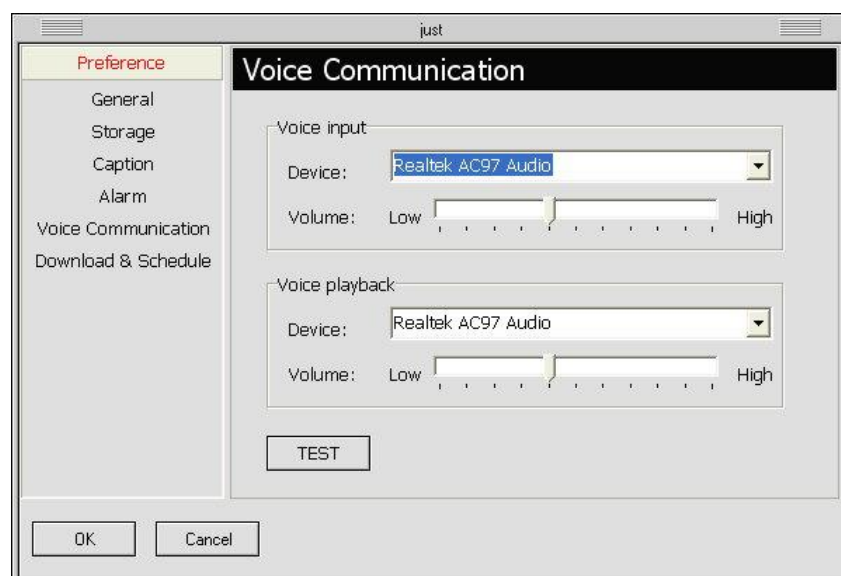 just
Preference
General
Storage
Caption
Alarm
Voice Communication
Download & Schedule
Voice Communication
Voice input
Device: Realtek AC97 Audio
Volume: Low High
Voice playback
Device: Realtek AC97 Audio
Volume: Low High
TEST
OK Cancel